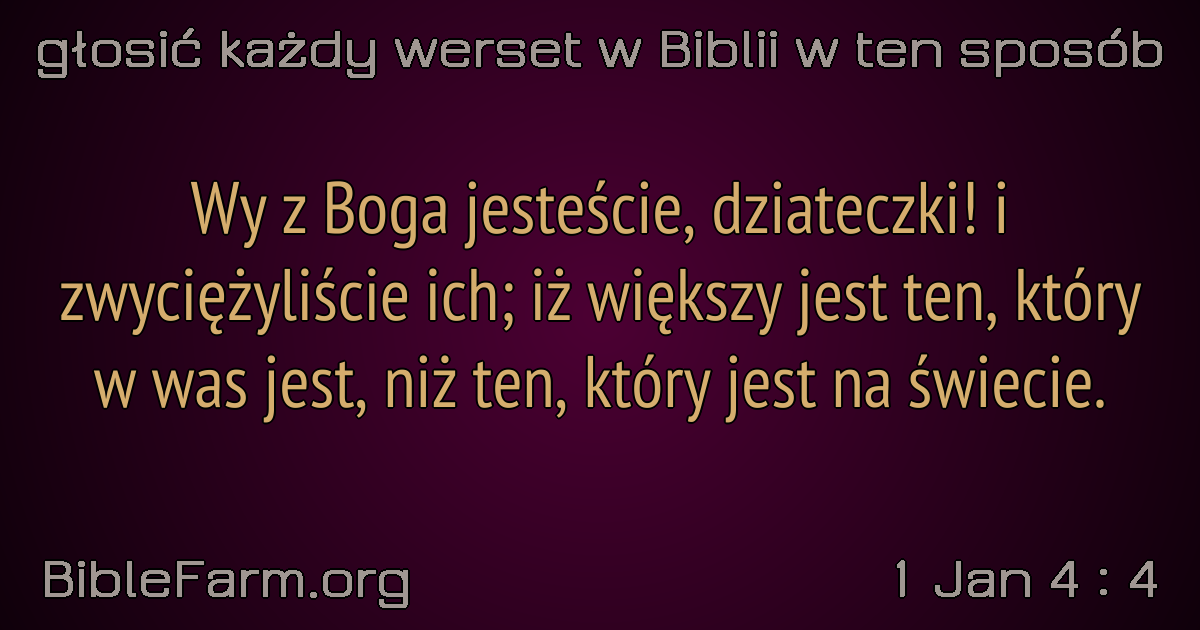 głosić każdy werset w Biblii w ten sposób
Wy z Boga jesteście, dziateczki! i
zwyciężyliście ich; iż większy jest ten, który
w was jest, niż ten, który jest na świecie.
BibleFarm.org
1 Jan 4 : 4